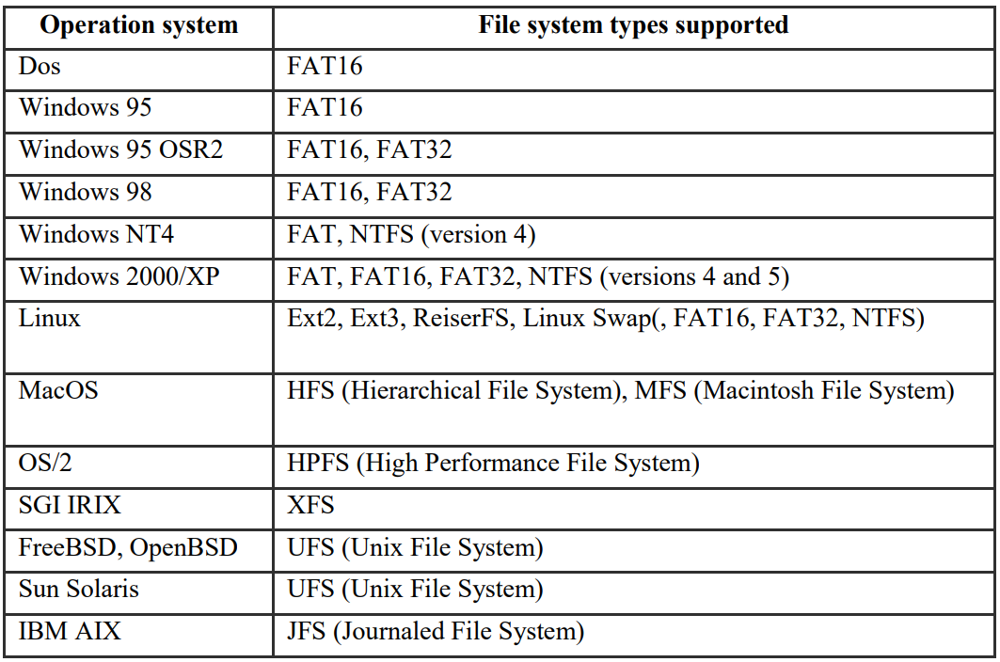 Operation system File system types supported
Dos FAT16
Windows 95 FAT16
Windows 95 OSR2 FAT16, FAT32
Windows 98 FAT16, FAT32
Windows NT4 FAT, NTFS (version 4)
Windows 2000/XP FAT, FAT16, FAT32, NTFS (versions 4 and 5)
Linux Ext2, Ext3, ReiserFS, Linux Swap(, FAT16, FAT32, NTFS)
MacOS HFS (Hierarchical File System), MFS (Macintosh File System)
OS/2 HPFS (High Performance File System)
SGI IRIX XFS
FreeBSD, OpenBSD UFS (Unix File System)
Sun Solaris UFS (Unix File System)
IBM AIX JFS (Journaled File System)